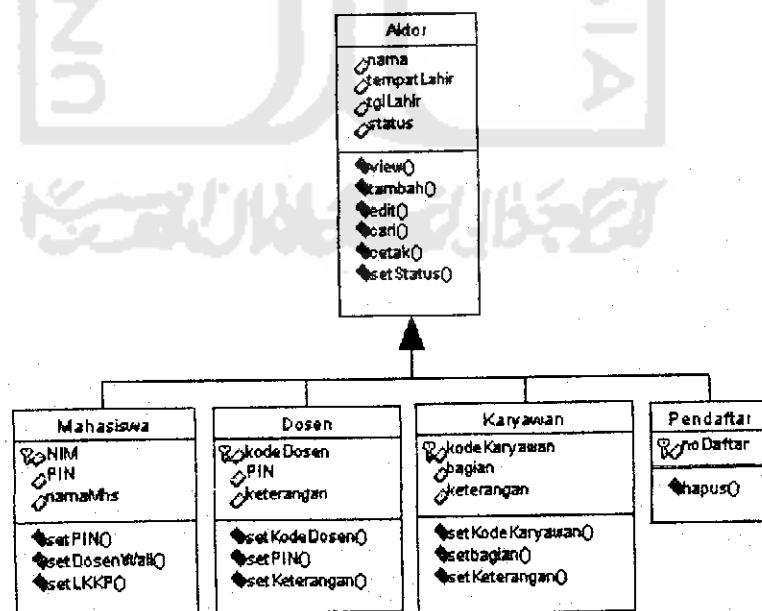 Aktor
nama
tempatLahir
tglLahir
status
view()
tambah()
edit()
cari()
cetak()
setStatus()
Mahasiswa
NIM
PIN
namaMhs
setPIN()
setDosenWali()
setLKKP()
Dosen
kodeDosen
PIN
keterangan
setKodeDosen()
setPIN()
setKeterangan()
Karyawan
kodeKaryawan
bagian
keterangan
setKodeKaryawan()
setbagian()
setKeterangan()
Pendaftar
noDaftar
hapus()